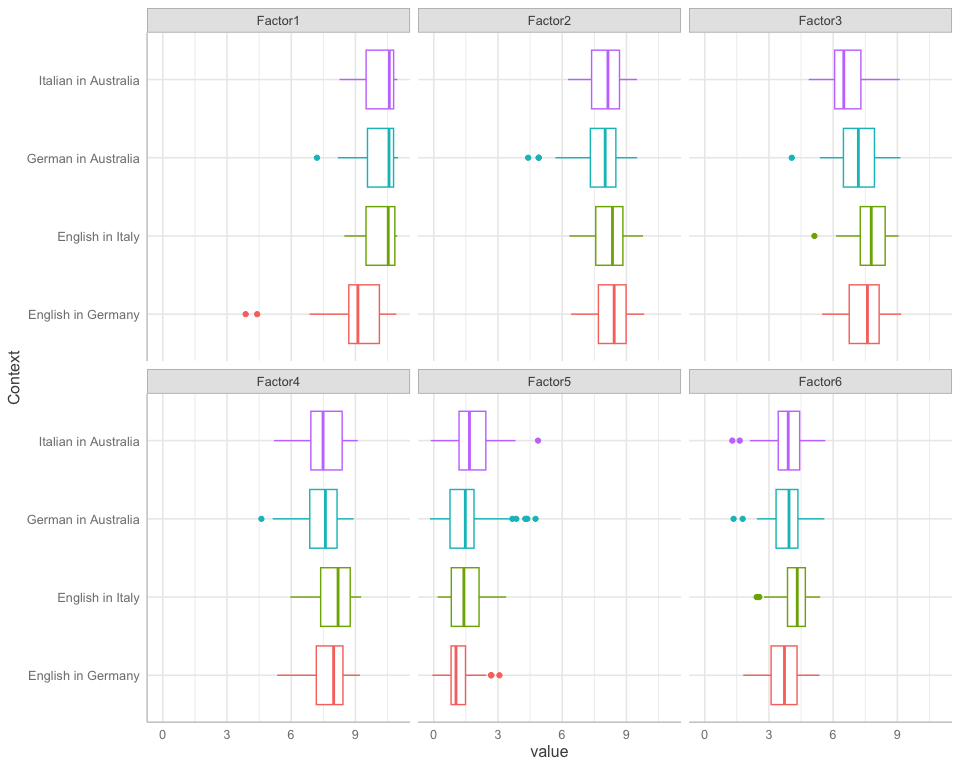 Factor1 Factor2 Factor3
Italian in Australia
German in Australia
English in Italy
English in Germany
Context
Factor4 Factor5 Factor6
Italian in Australia
German in Australia
English in Italy
English in Germany
0 3 6 9 0 3 6 9 0 3 6 9
value